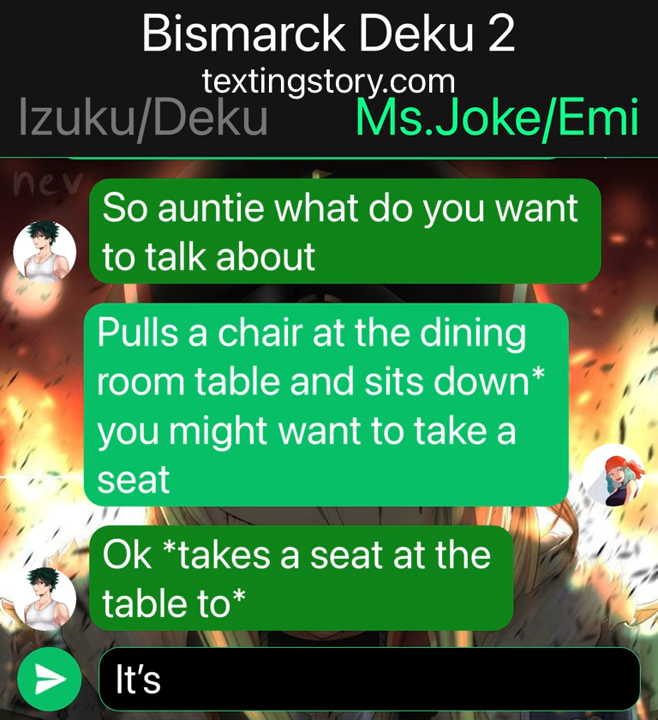 Bismarck Deku 2
textingstory.com
Izuku/Deku Ms.Joke/Emi
nev
So auntie what do you want
to talk about
Pulls a chair at the dining
room table and sits down*
you might want to take a
seat
Ok *takes a seat at the
table to*
It’s